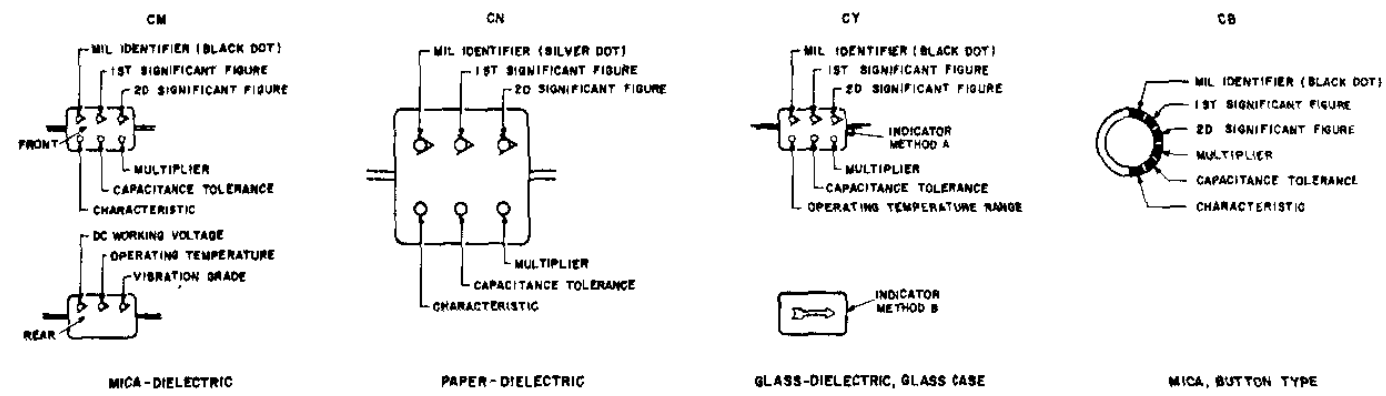 CM
MIL IDENTIFIER (BLACK DOT)
1ST SIGNIFICANT FIGURE
2D SIGNIFICANT FIGURE
FRONT
MULTIPLIER
CAPACITANCE TOLERANCE
CHARACTERISTIC
DC WORKING VOLTAGE
OPERATING TEMPERATURE
VIBRATION GRADE
REAR
MICA-DIELECTRIC
CN
MIL IDENTIFIER (SILVER DOT)
1ST SIGNIFICANT FIGURE
2D SIGNIFICANT FIGURE
MULTIPLIER
CAPACITANCE TOLERANCE
CHARACTERISTIC
PAPER-DIELECTRIC
CY
MIL IDENTIFIER (BLACK DOT)
1ST SIGNIFICANT FIGURE
2D SIGNIFICANT FIGURE
INDICATOR
METHOD A
MULTIPLIER
CAPACITANCE TOLERANCE
OPERATING TEMPERATURE RANGE
INDICATOR
METHOD B
GLASS-DIELECTRIC, GLASS CASE
CB
MIL IDENTIFIER (BLACK DOT)
1ST SIGNIFICANT FIGURE
2D SIGNIFICANT FIGURE
MULTIPLIER
CAPACITANCE TOLERANCE
CHARACTERISTIC
MICA, BUTTON TYPE